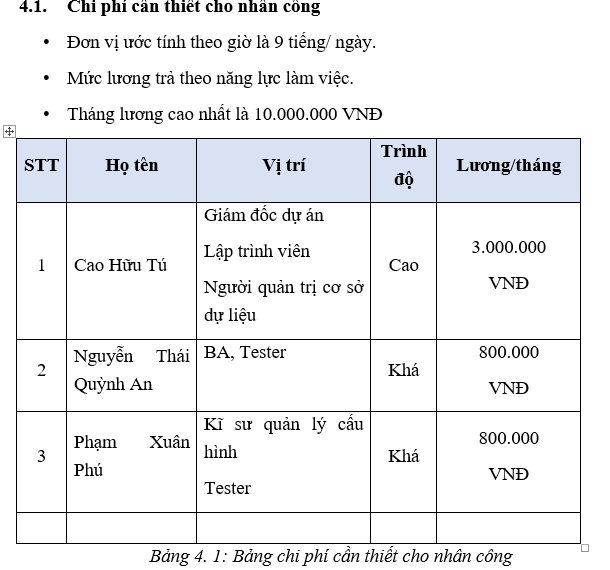 4.1. Chi phí cần thiết cho nhân công
• Đơn vị ước tính theo giờ là 9 tiếng/ ngày.
• Mức lương trả theo năng lực làm việc.
• Tháng lương cao nhất là 10.000.000 VNĐ
STT Họ tên Vị trí Trình độ Lương/tháng
1 Cao Hữu Tú
Giám đốc dự án
Lập trình viên
Người quản trị cơ sở
dự liệu
Cao
3.000.000
VNĐ
2
Nguyễn Thái
Quỳnh An
BA, Tester
Khá
800.000
VNĐ
3
Phạm Xuân
Phú
Kĩ sư quản lý cấu
hình
Tester
Khá
800.000
VNĐ
Bảng 4. 1: Bảng chi phí cần thiết cho nhân công